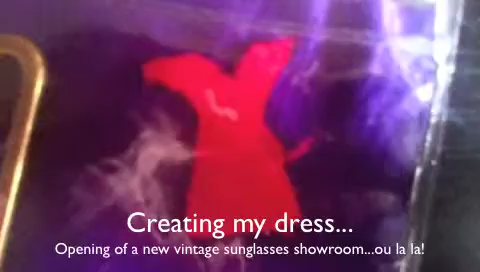 Creating my dress...
Opening of a new vintage sunglasses showroom...ou la la!